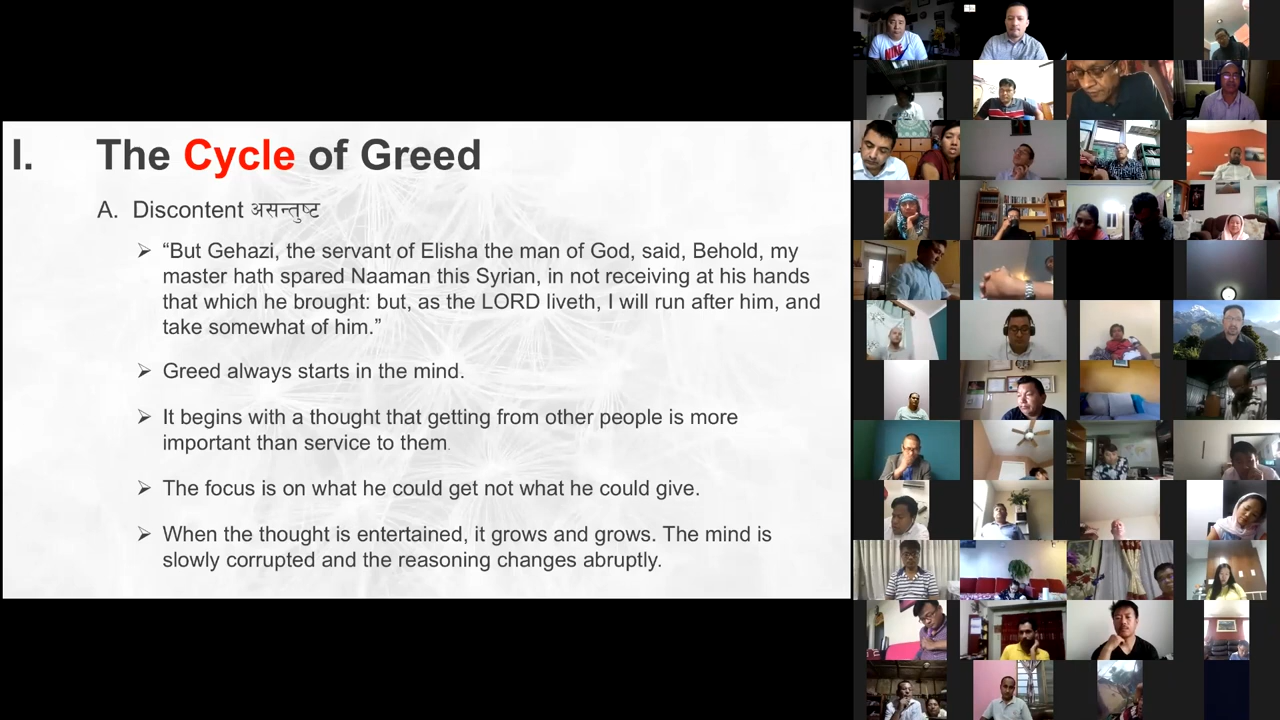 I. The Cycle of Greed
A. Discontent असन्तुष्ट
➢ “But Gehazi, the servant of Elisha the man of God, said, Behold, my
master hath spared Naaman this Syrian, in not receiving at his hands
that which he brought: but, as the LORD liveth, I will run after him, and
take somewhat of him.”
➢ Greed always starts in the mind.
➢ It begins with a thought that getting from other people is more
important than service to them.
➢ The focus is on what he could get not what he could give.
➢ When the thought is entertained, it grows and grows. The mind is
slowly corrupted and the reasoning changes abruptly.
NIKE